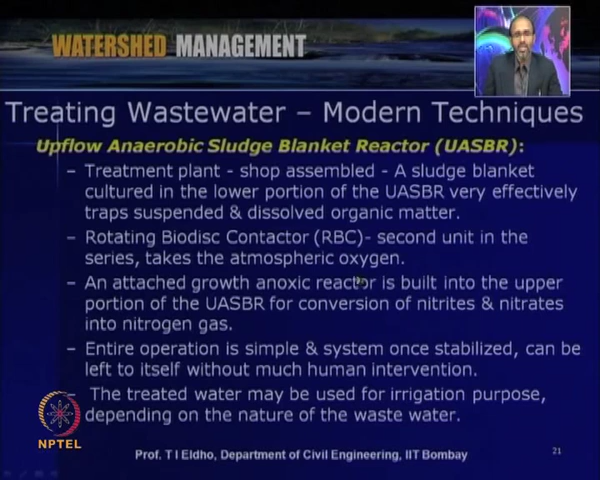 WATERSHED MANAGEMENT
Treating Wastewater – Modern Techniques
Upflow Anaerobic Sludge Blanket Reactor (UASBR):
– Treatment plant - shop assembled - A sludge blanket
cultured in the lower portion of the UASBR very effectively
traps suspended & dissolved organic matter.
– Rotating Biodisc Contactor (RBC)- second unit in the
series, takes the atmospheric oxygen.
– An attached growth anoxic reactor is built into the upper
portion of the UASBR for conversion of nitrites & nitrates
into nitrogen gas.
– Entire operation is simple & system once stabilized, can be
left to itself without much human intervention.
– The treated water may be used for irrigation purpose,
depending on the nature of the waste water.
NPTEL
Prof. T I Eldho, Department of Civil Engineering, IIT Bombay
21